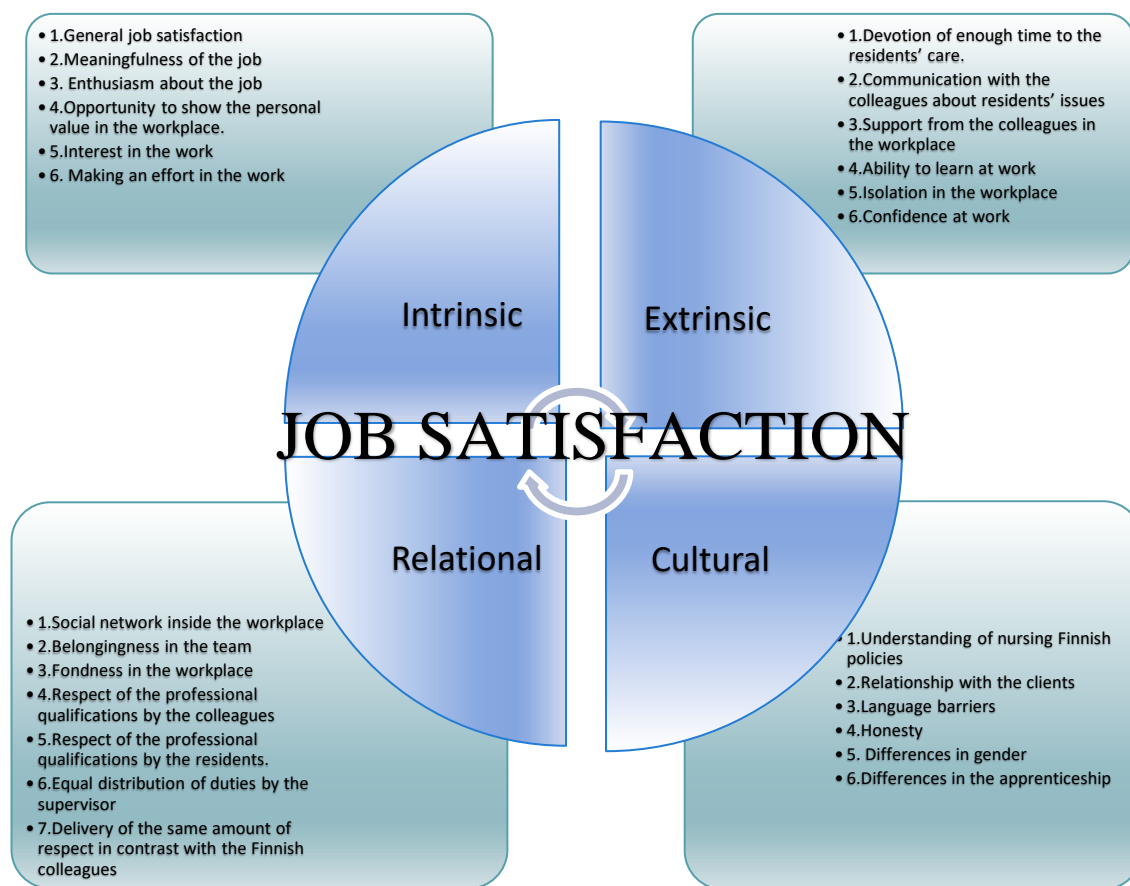 • 1.General job satisfaction
• 2.Meaningfulness of the job
• 3. Enthusiasm about the job
• 4.Opportunity to show the personal
value in the workplace.
• 5.Interest in the work
• 6. Making an effort in the work
• 1.Devotion of enough time to the
residents’ care.
• 2.Communication with the
colleagues about residents’ issues
• 3.Support from the colleagues in
the workplace
• 4.Ability to learn at work
• 5.Isolation in the workplace
• 6.Confidence at work
Intrinsic
Extrinsic
JOB SATISFACTION
Relational
Cultural
• 1.Social network inside the workplace
• 2.Belongingness in the team
• 3.Fondness in the workplace
• 4.Respect of the professional
qualifications by the colleagues
• 5.Respect of the professional
qualifications by the residents.
• 6.Equal distribution of duties by the
supervisor
• 7.Delivery of the same amount of
respect in contrast with the Finnish
colleagues
• 1.Understanding of nursing Finnish
policies
• 2.Relationship with the clients
• 3.Language barriers
• 4.Honesty
• 5. Differences in gender
• 6.Differences in the apprenticeship